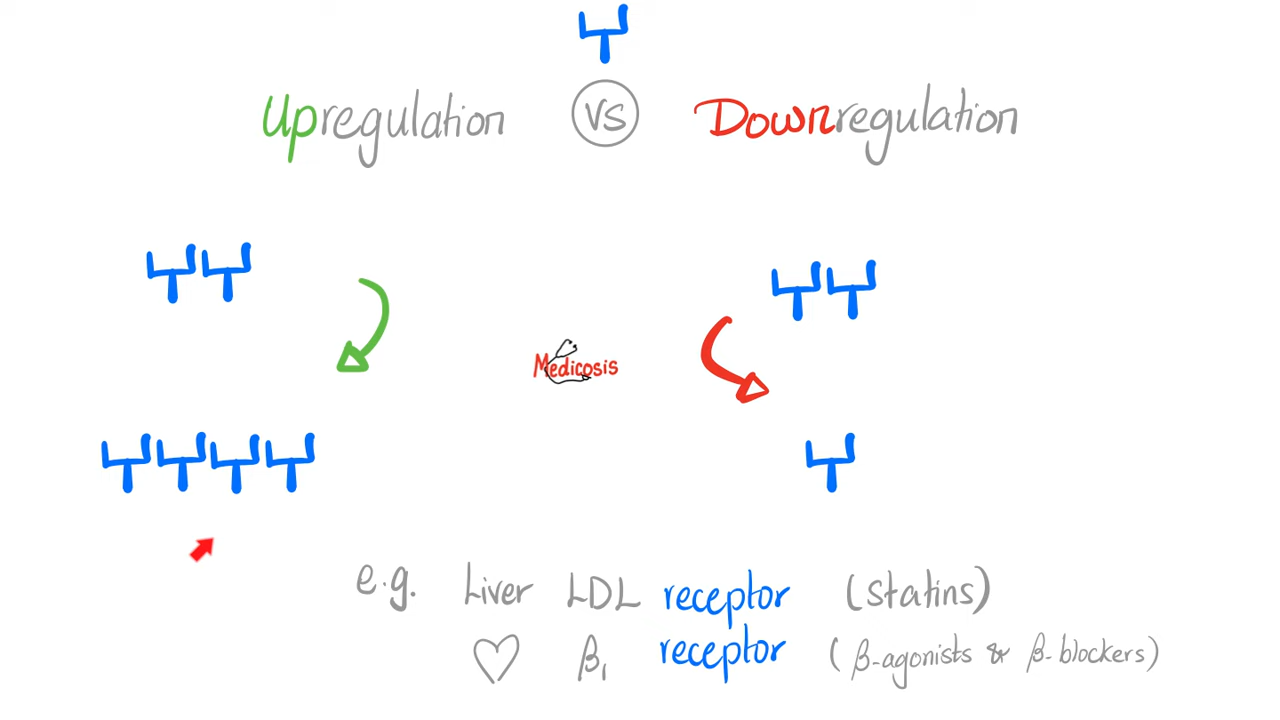 Upregulation VS Downregulation
Medicosis
e.g. Liver LDL receptor (statins)
β₁ receptor (β-agonists & β-blockers)